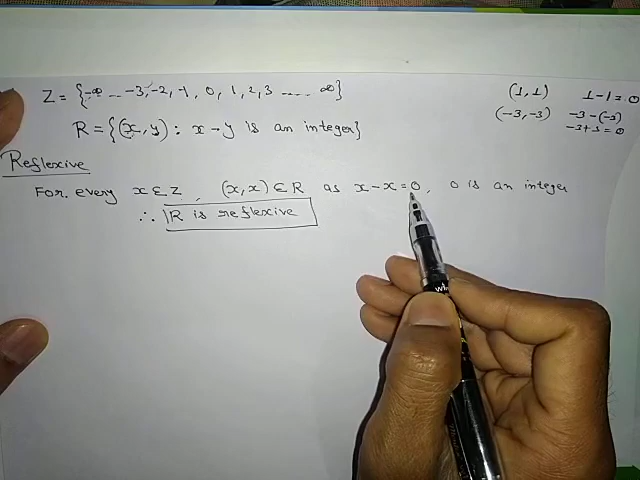 Z = {-∞ ... -3, -2, -1, 0, 1, 2, 3 .... ∞}
R = {(x, y) : x - y is an integer}
(1, 1) 1 - 1 = 0
(-3, -3) -3 - (-3)
-3 + 3 = 0
Reflexive
For every x ∈ Z, (x, x) ∈ R as x - x = 0, 0 is an integer
∴ R is reflexive